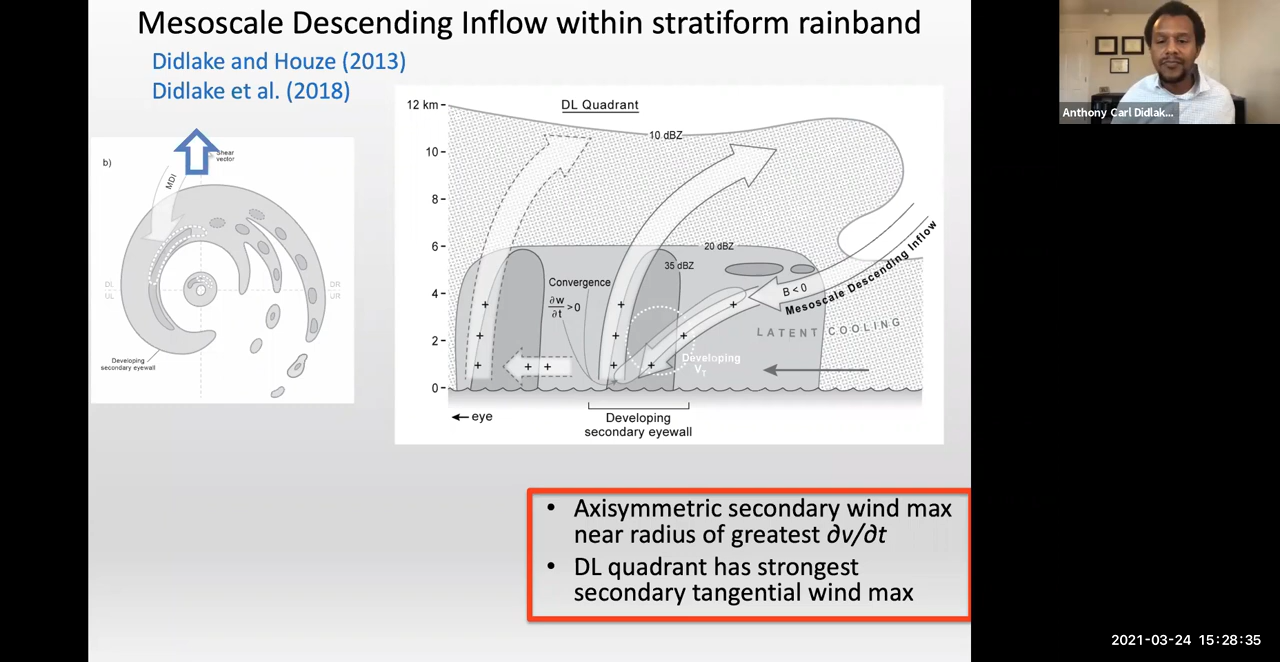 Mesoscale Descending Inflow within stratiform rainband
Didlake and Houze (2013)
Didlake et al. (2018)
b)
Shear
vector
MDI
DL
UL
DR
UR
Developing
secondary eyewall
DL Quadrant
12 km
10
8
6
4
2
0
10 dBZ
20 dBZ
35 dBZ
Convergence
∂w
∂t >0
B < 0
Mesoscale Descending Inflow
LATENT COOLING
Developing
V_T
eye
Developing
secondary eyewall
• Axisymmetric secondary wind max
near radius of greatest ∂v/∂t
• DL quadrant has strongest
secondary tangential wind max
Anthony Carl Didlak...
2021-03-24 15:28:35